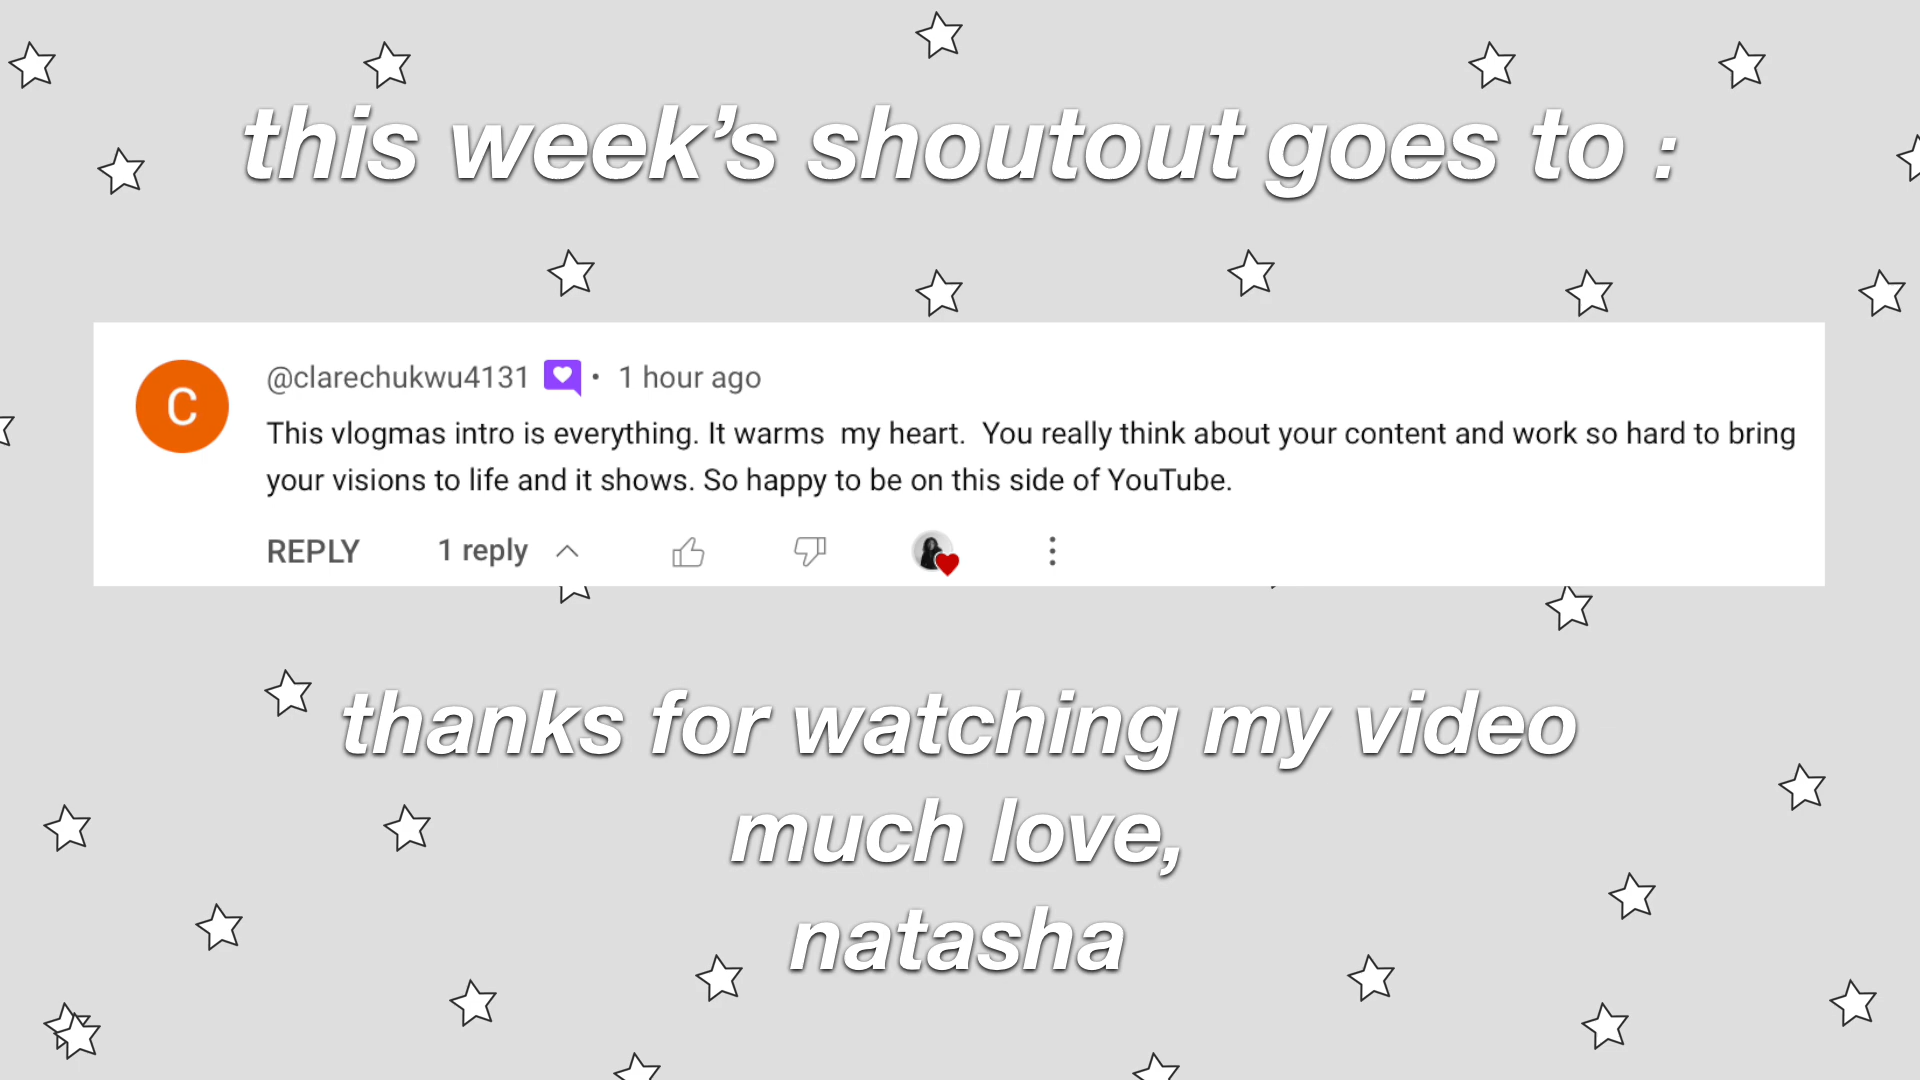 this week’s shoutout goes to :
C
@clarechukwu4131 • 1 hour ago
This vlogmas intro is everything. It warms  my heart.  You really think about your content and work so hard to bring
your visions to life and it shows. So happy to be on this side of YouTube.
REPLY 1 reply
thanks for watching my video
much love,
natasha